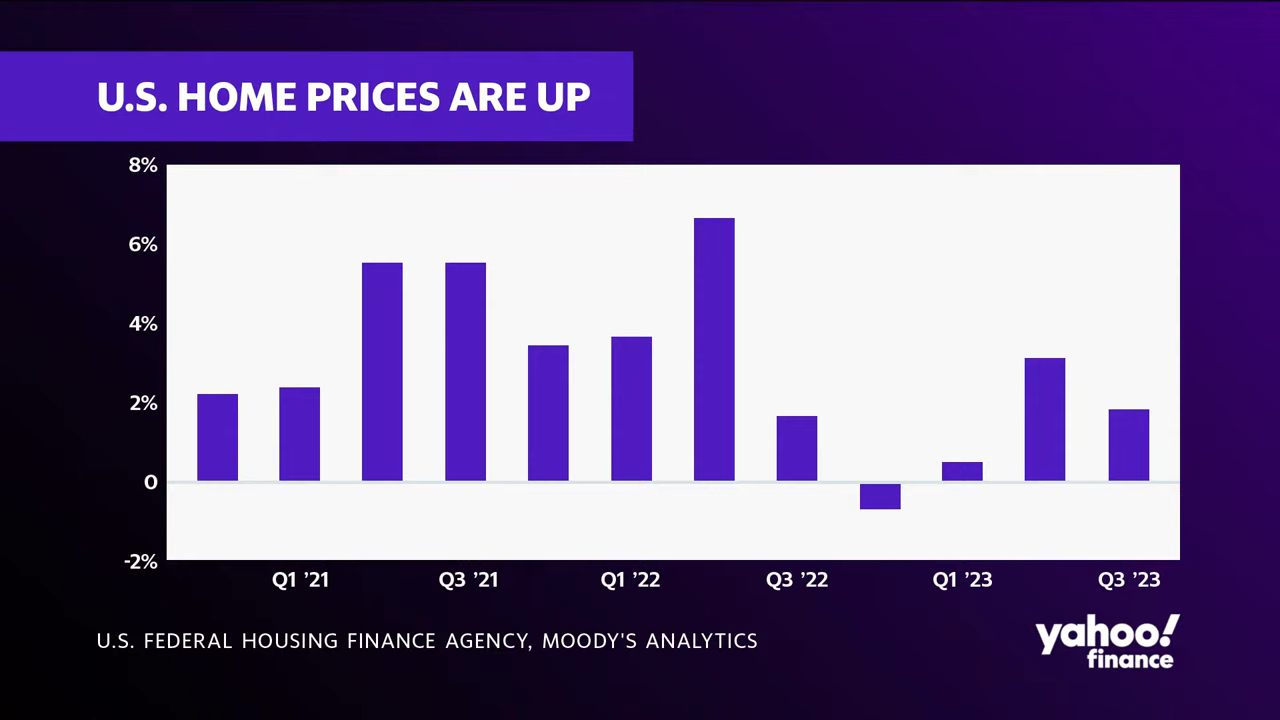 U.S. HOME PRICES ARE UP
8%
6%
4%
2%
0
-2%
Q1 ’21 Q3 ’21 Q1 ’22 Q3 ’22 Q1 ’23 Q3 ’23
U.S. FEDERAL HOUSING FINANCE AGENCY, MOODY'S ANALYTICS
yahoo!
finance